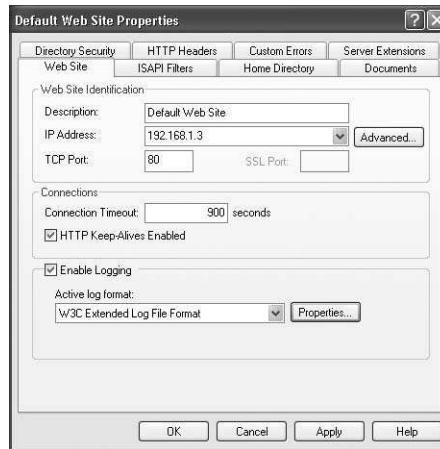 Default Web Site Properties
Directory Security HTTP Headers Custom Errors Server Extensions
Web Site ISAPI Filters Home Directory Documents
Web Site Identification
Description: Default Web Site
IP Address: 192.168.1.3 Advanced...
TCP Port: 80 SSL Port:
Connections
Connection Timeout: 900 seconds
HTTP Keep-Alives Enabled
Enable Logging
Active log format:
W3C Extended Log File Format Properties...
OK Cancel Apply Help